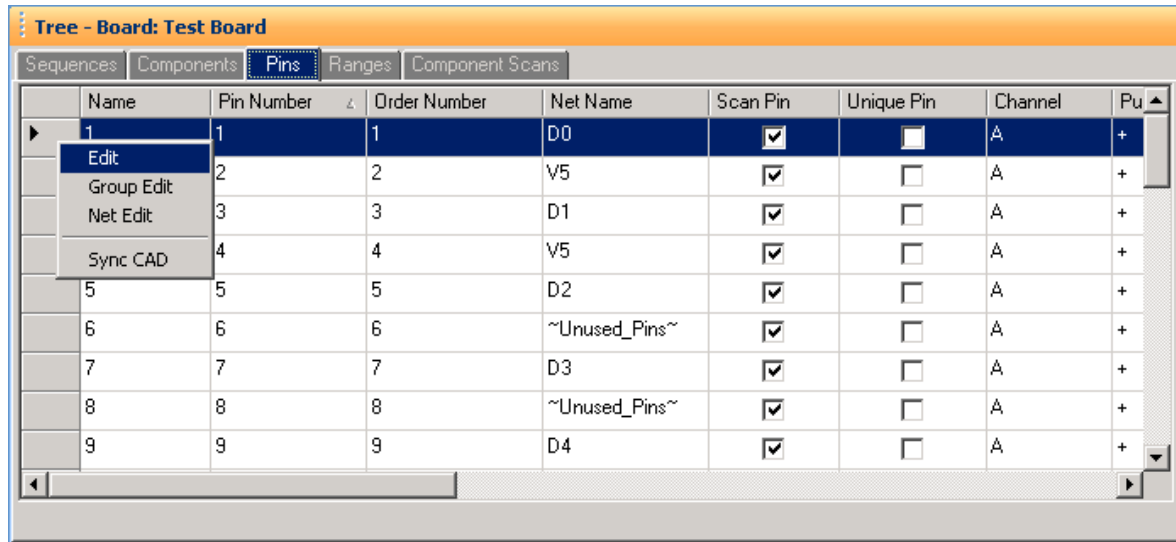 Tree - Board: Test Board
Sequences Components Pins Ranges Component Scans
Name Pin Number Order Number Net Name Scan Pin Unique Pin Channel Pu
1 1 1 D0 A +
Edit
2 2 V5 A +
Group Edit
Net Edit
3 3 D1 A +
4 4 V5 A +
Sync CAD
5 5 5 D2 A +
6 6 6 ~Unused_Pins~ A +
7 7 7 D3 A +
8 8 8 ~Unused_Pins~ A +
9 9 9 D4 A +